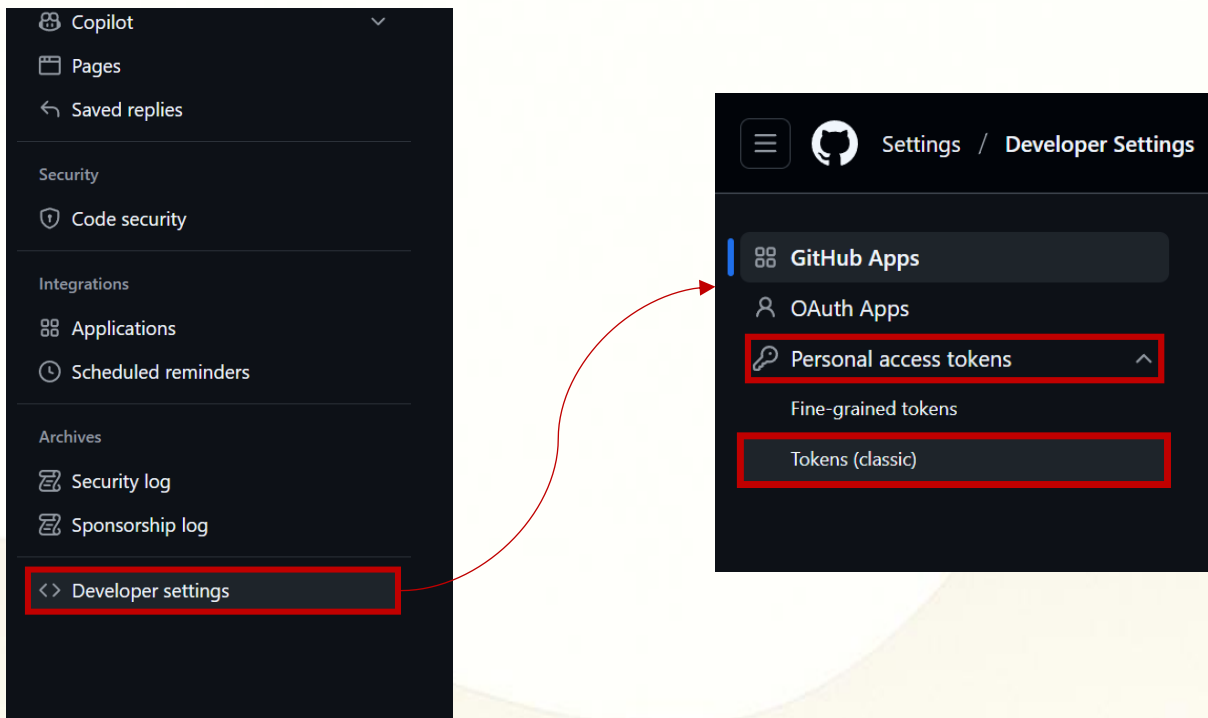 Copilot
Pages
Saved replies
Security
Code security
Integrations
Applications
Scheduled reminders
Archives
Security log
Sponsorship log
Developer settings
Settings / Developer Settings
GitHub Apps
OAuth Apps
Personal access tokens
Fine-grained tokens
Tokens (classic)